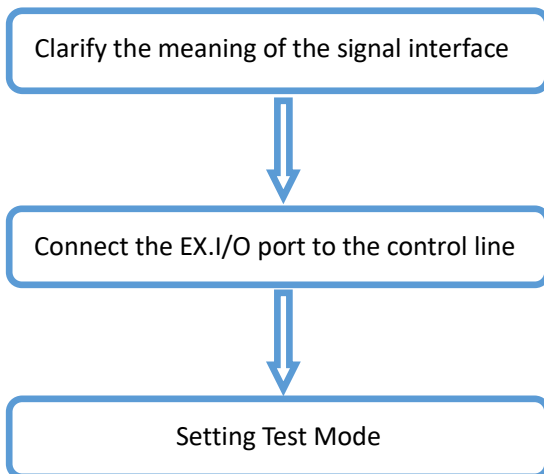 Clarify the meaning of the signal interface
Connect the EX.I/O port to the control line
Setting Test Mode